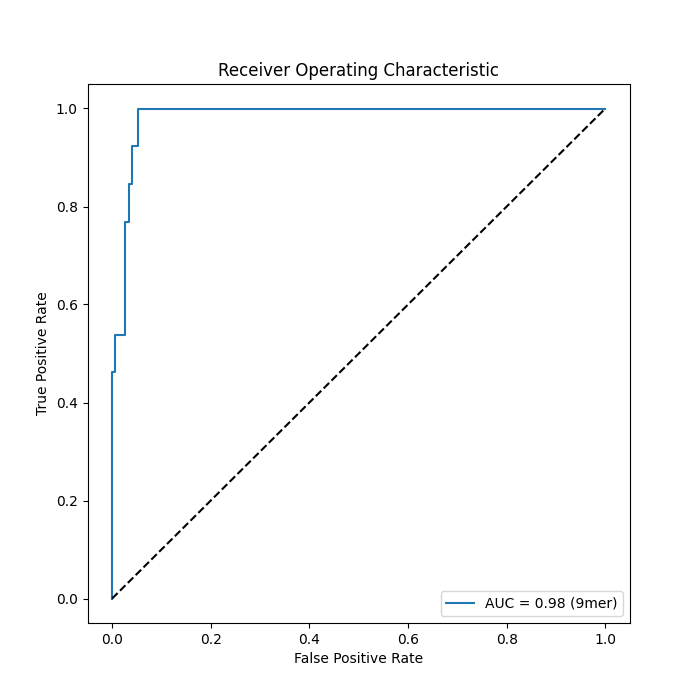 Receiver Operating Characteristic
1.0
0.8
0.6
0.4
0.2
0.0
True Positive Rate
0.0 0.2 0.4 0.6 0.8 1.0
False Positive Rate
AUC = 0.98 (9mer)